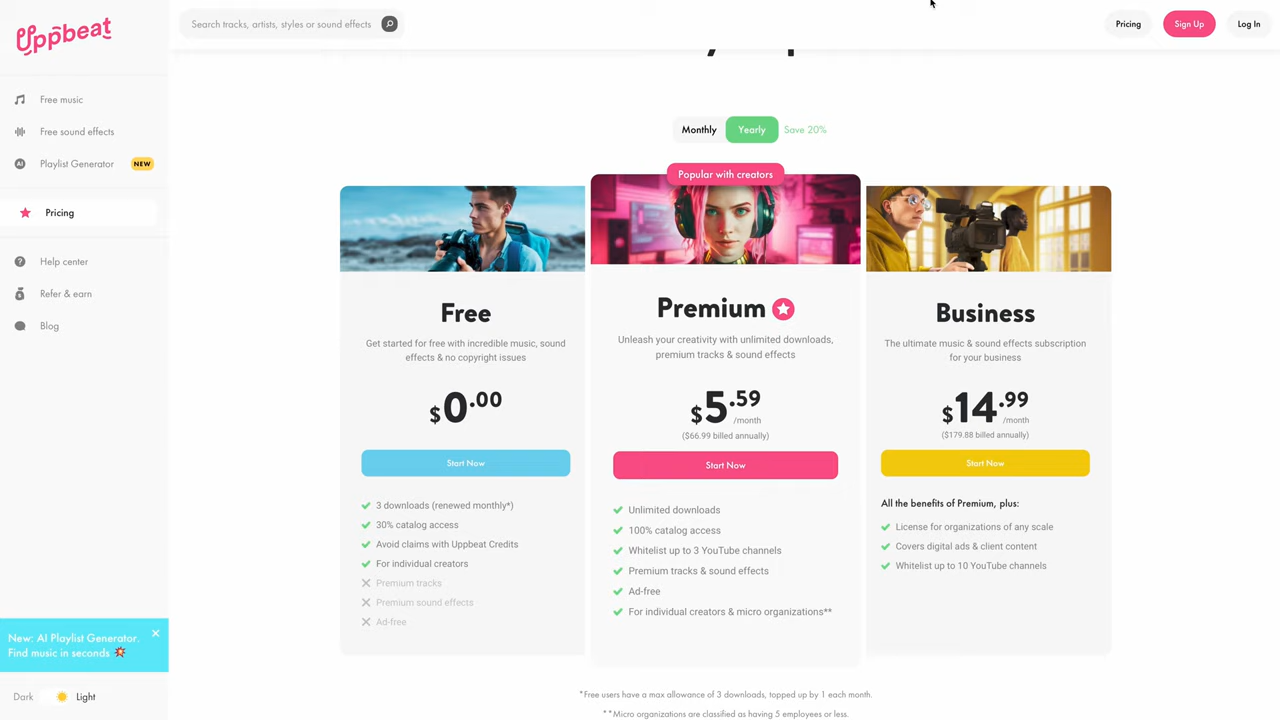 Uppbeat
Search tracks, artists, styles or sound effects
Pricing
Sign Up
Log In
Free music
Free sound effects
AI
Playlist Generator
NEW
Pricing
Help center
Refer & earn
Blog
New: AI Playlist Generator.
Find music in seconds 💥
Dark
Light
Monthly
Yearly
Save 20%
Free
Get started for free with incredible music, sound
effects & no copyright issues
$0.00
Start Now
3 downloads (renewed monthly*)
30% catalog access
Avoid claims with Uppbeat Credits
For individual creators
Premium tracks
Premium sound effects
Ad-free
Popular with creators
Premium
Unleash your creativity with unlimited downloads,
premium tracks & sound effects
$5.59
/month
($66.99 billed annually)
Start Now
Unlimited downloads
100% catalog access
Whitelist up to 3 YouTube channels
Premium tracks & sound effects
Ad-free
For individual creators & micro organizations**
Business
The ultimate music & sound effects subscription
for your business
$14.99
/month
($179.88 billed annually)
Start Now
All the benefits of Premium, plus:
License for organizations of any scale
Covers digital ads & client content
Whitelist up to 10 YouTube channels
*Free users have a max allowance of 3 downloads, topped up by 1 each month.
**Micro organizations are classified as having 5 employees or less.